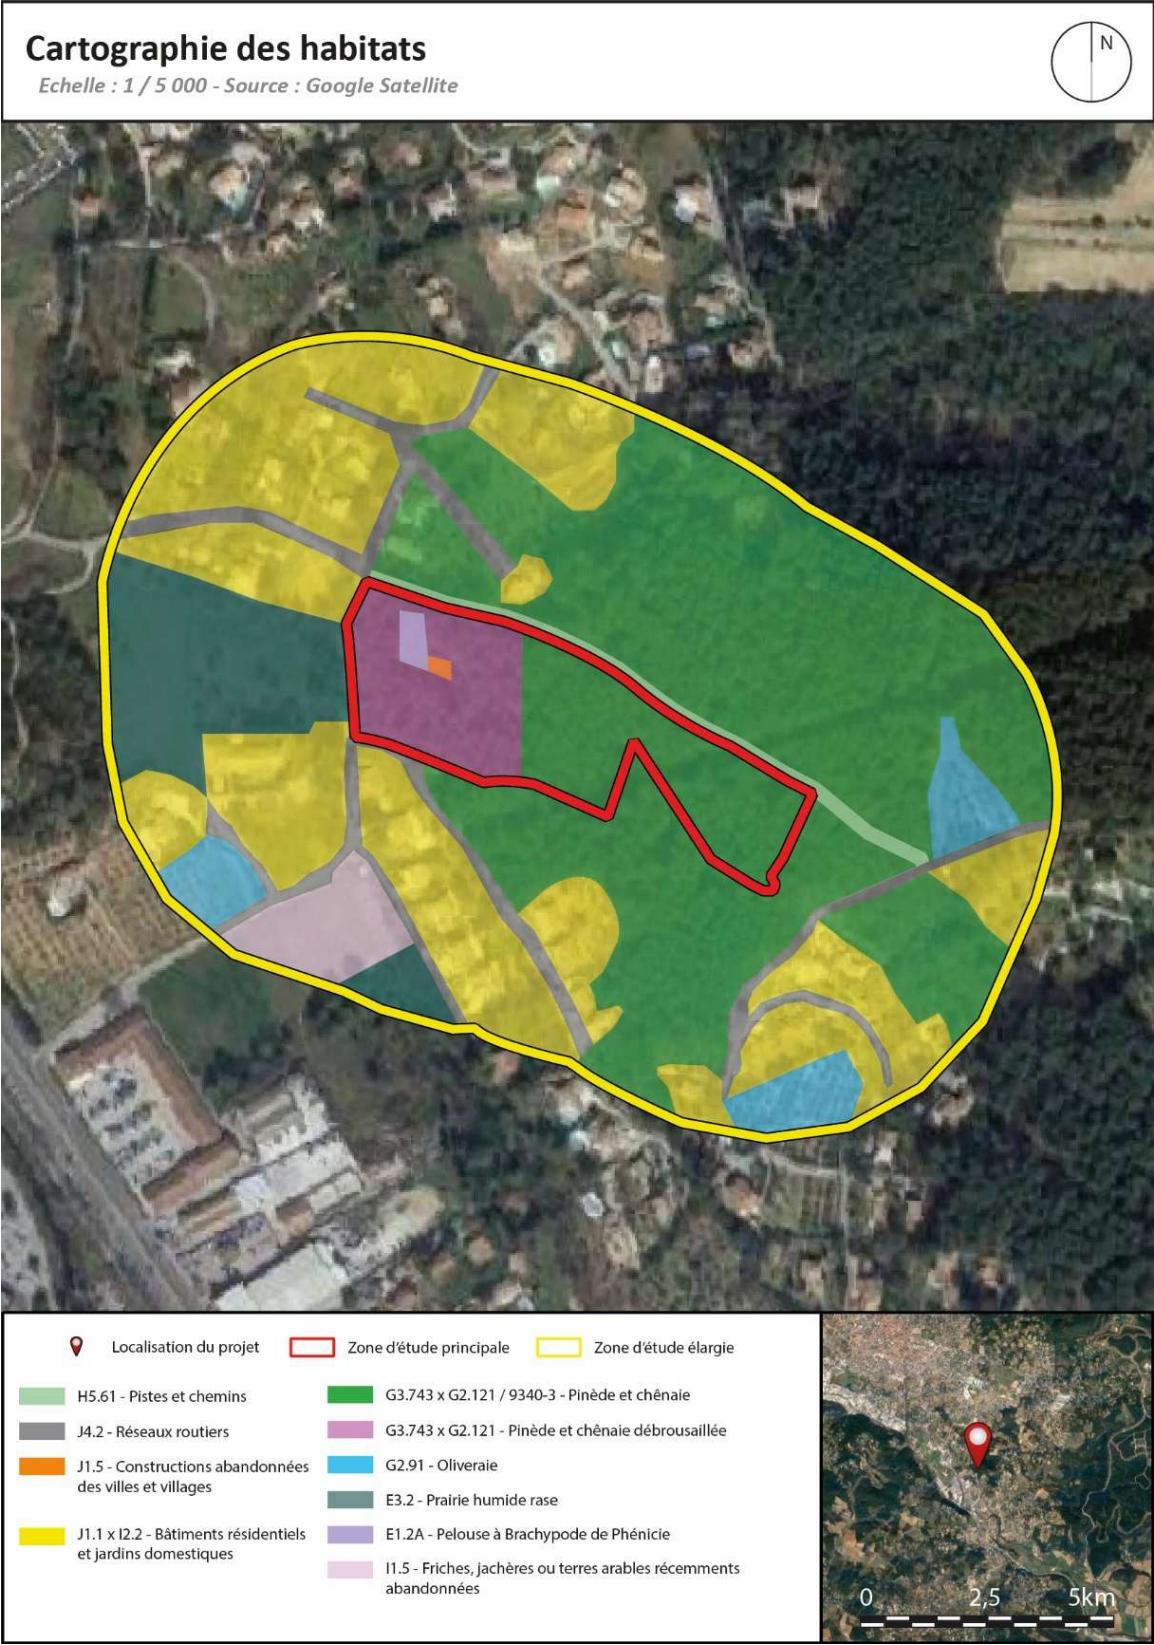 Cartographie des habitats
N
Echelle : 1 / 5 000 - Source : Google Satellite
Localisation du projet
Zone d'étude principale
Zone d'étude élargie
H5.61 - Pistes et chemins
J4.2 - Réseaux routiers
J1.5 - Constructions abandonnées
des villes et villages
J1.1 x I2.2 - Bâtiments résidentiels
et jardins domestiques
G3.743 x G2.121 / 9340-3 - Pinède et chênaie
G3.743 x G2.121 - Pinède et chênaie débrousaillée
G2.91 - Oliveraie
E3.2 - Prairie humide rase
E1.2A - Pelouse à Brachypode de Phénicie
I1.5 - Friches, jachères ou terres arables récemments
abandonnées
0 2,5 5km